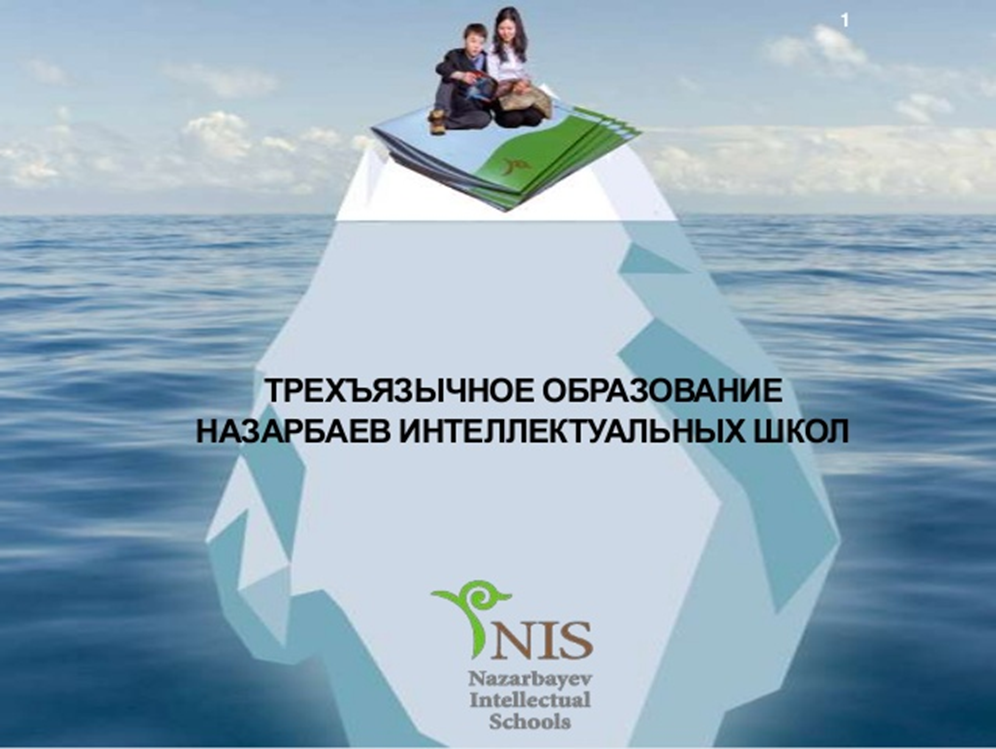 1
ТРЕХЪЯЗЫЧНОЕ ОБРАЗОВАНИЕ
НАЗАРБАЕВ ИНТЕЛЛЕКТУАЛЬНЫХ ШКОЛ
NIS
Nazarbayev
Intellectual
Schools